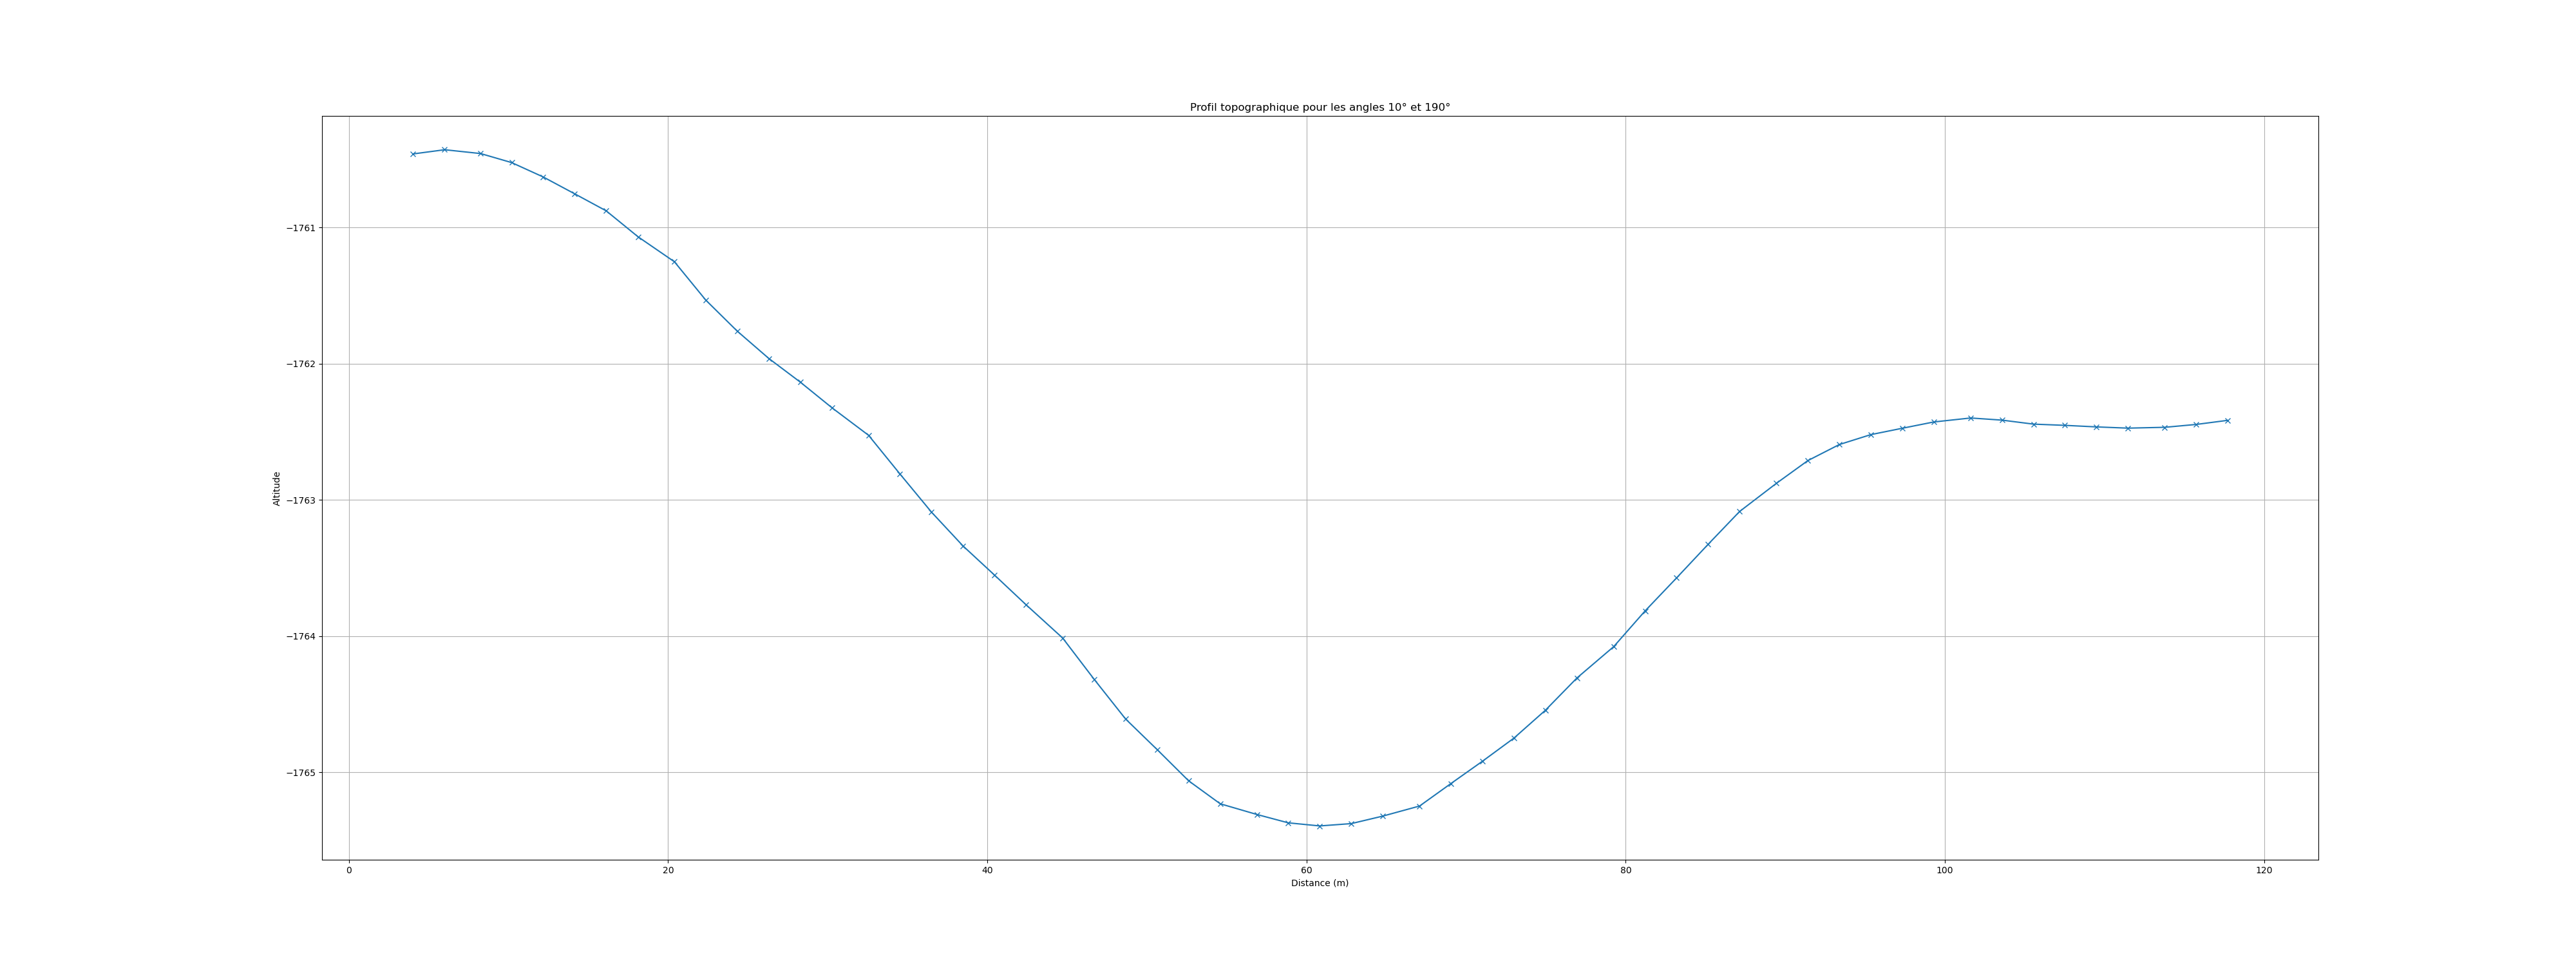 Profil topographique pour les angles 10° et 190°
Altitude
−1761
−1762
−1763
−1764
−1765
0 20 40 60 80 100 120
Distance (m)